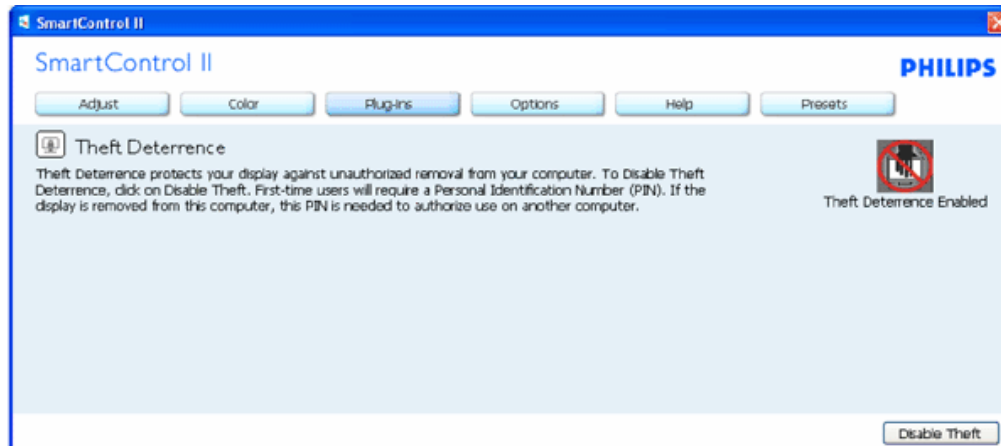 SmartControl II
SmartControl II
PHILIPS
Adjust Color Plug-Ins Options Help Presets
Theft Deterrence
Theft Deterrence protects your display against unauthorized removal from your computer. To Disable Theft
Deterrence, click on Disable Theft. First-time users will require a Personal Identification Number (PIN). If the
display is removed from this computer, this PIN is needed to authorize use on another computer.
Theft Deterrence Enabled
Disable Theft